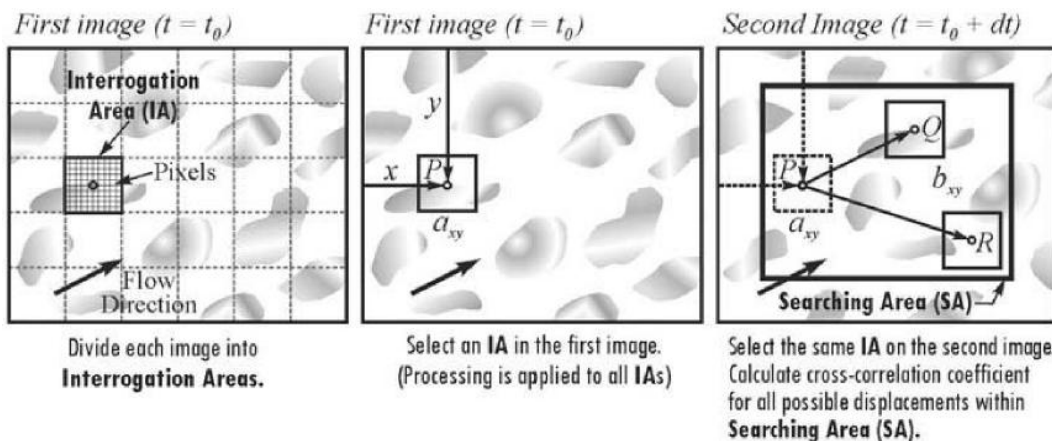 First image (t = t₀)
Interrogation
Area (IA)
Pixels
Flow
Direction
Divide each image into
Interrogation Areas.
First image (t = t₀)
y
x
P
aₓᵧ
Select an IA in the first image.
(Processing is applied to all IAs)
Second Image (t = t₀ + dt)
Q
P
bₓᵧ
aₓᵧ
R
Searching Area (SA)
Select the same IA on the second image
Calculate cross-correlation coefficient
for all possible displacements within
Searching Area (SA).